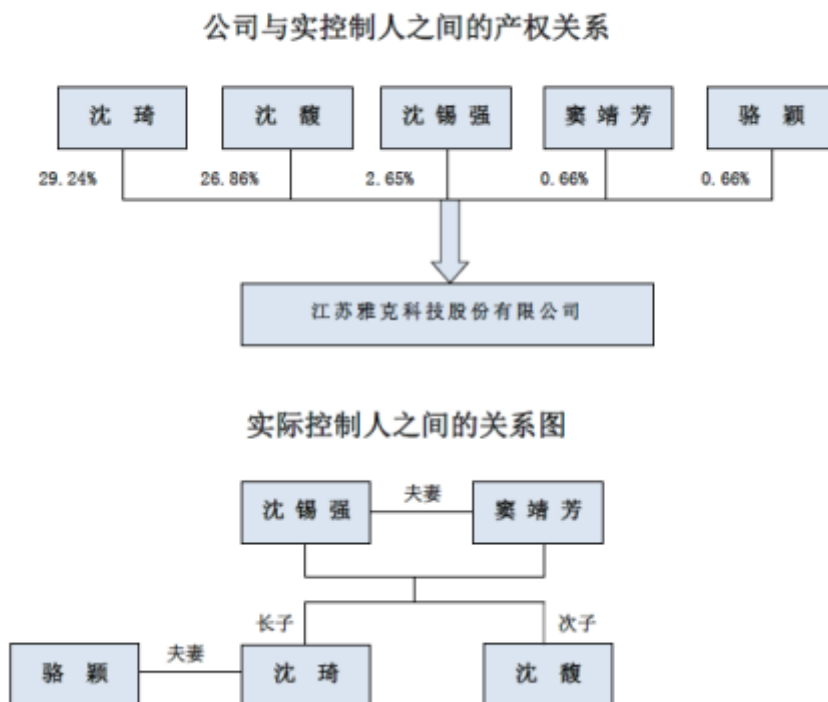 公司与实控制人之间的产权关系
沈 琦 沈 馥 沈锡强 窦靖芳 骆 颖
29.24% 26.86% 2.65% 0.66% 0.66%
江苏雅克科技股份有限公司
实际控制人之间的关系图
沈锡强 夫妻 窦靖芳
长子 次子
骆 颖 夫妻 沈 琦 沈 馥